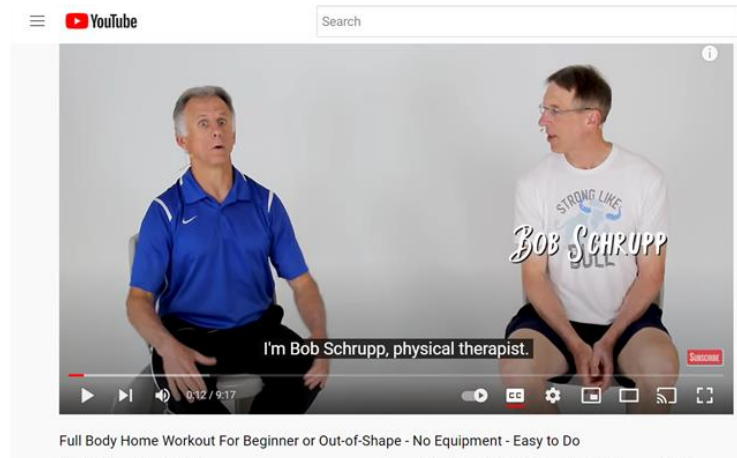 YouTube
Search
STRONG LIKE
BULL
BOB SCHRUPP
I'm Bob Schrupp, physical therapist.
SUBSCRIBE
0:12 / 9:17
CC
Full Body Home Workout For Beginner or Out-of-Shape - No Equipment - Easy to Do